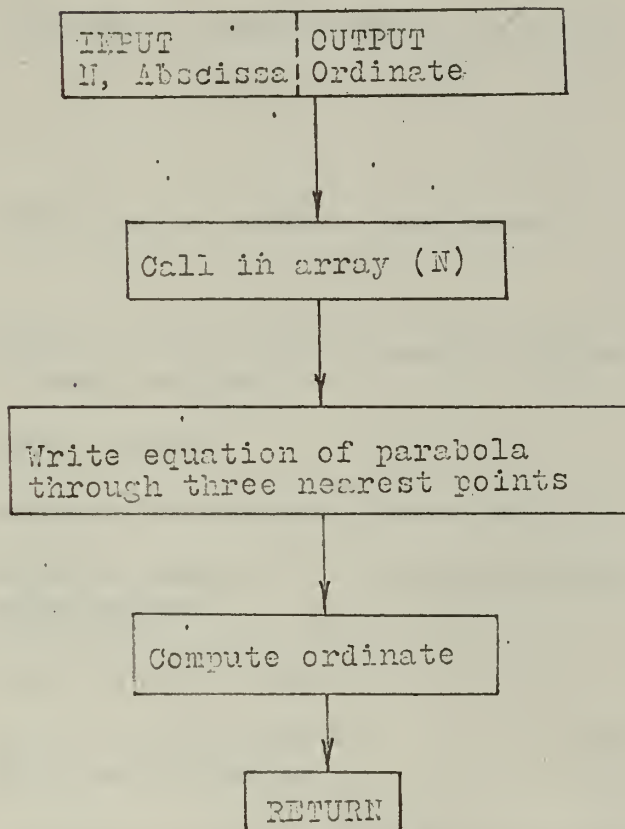 INPUT OUTPUT
N, Abscissa Ordinate
Call in array (N)
Write equation of parabola
through three nearest points
Compute ordinate
RETURN